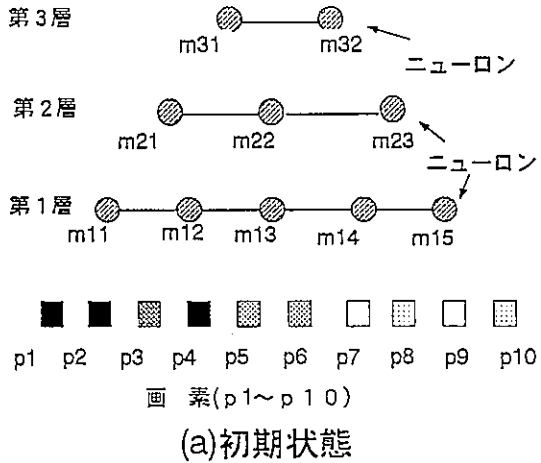 第3層
m31 m32
ニューロン
第2層
m21 m22 m23
ニューロン
第1層
m11 m12 m13 m14 m15
p1 p2 p3 p4 p5 p6 p7 p8 p9 p10
画 素(p1～p10)
(a)初期状態